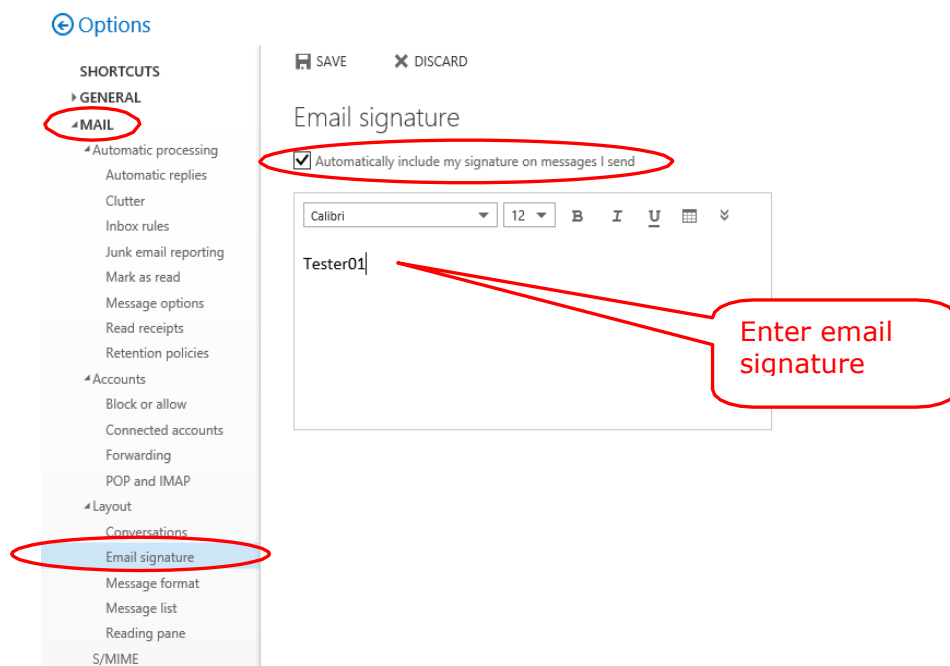 Options
SHORTCUTS
GENERAL
MAIL
Automatic processing
Automatic replies
Clutter
Inbox rules
Junk email reporting
Mark as read
Message options
Read receipts
Retention policies
Accounts
Block or allow
Connected accounts
Forwarding
POP and IMAP
Layout
Conversations
Email signature
Message format
Message list
Reading pane
S/MIME
SAVE DISCARD
Email signature
Automatically include my signature on messages I send
Calibri 12 B I U
Tester01
Enter email
signature